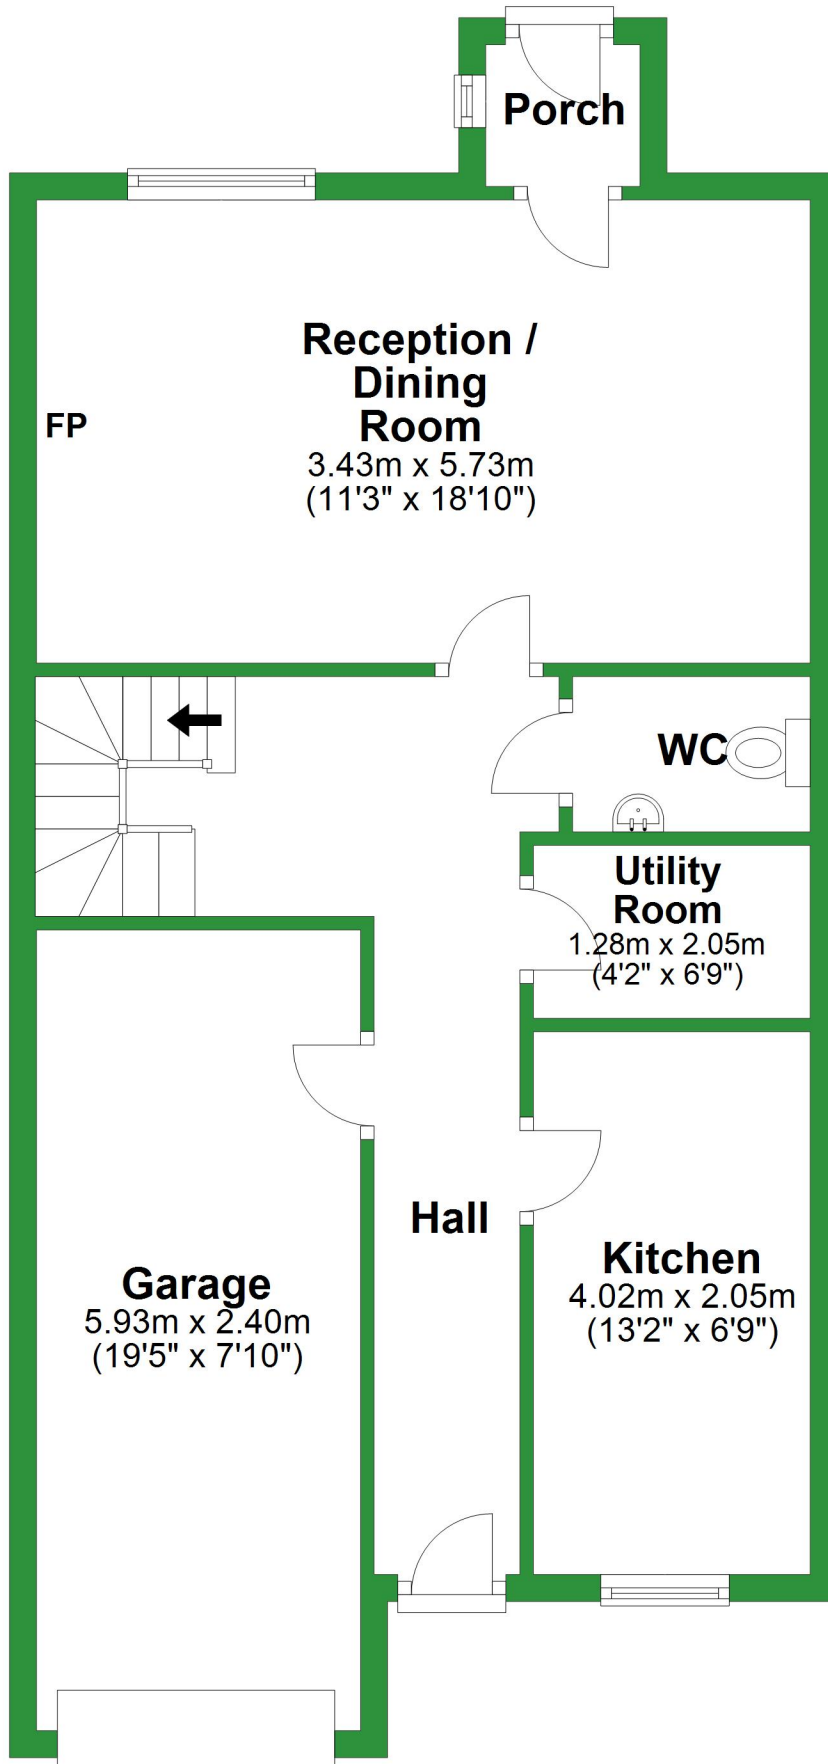 Porch
Reception /
Dining
Room
3.43m x 5.73m
(11'3" x 18'10")
FP
WC
Utility
Room
1.28m x 2.05m
(4'2" x 6'9")
Hall
Kitchen
4.02m x 2.05m
(13'2" x 6'9")
Garage
5.93m x 2.40m
(19'5" x 7'10")